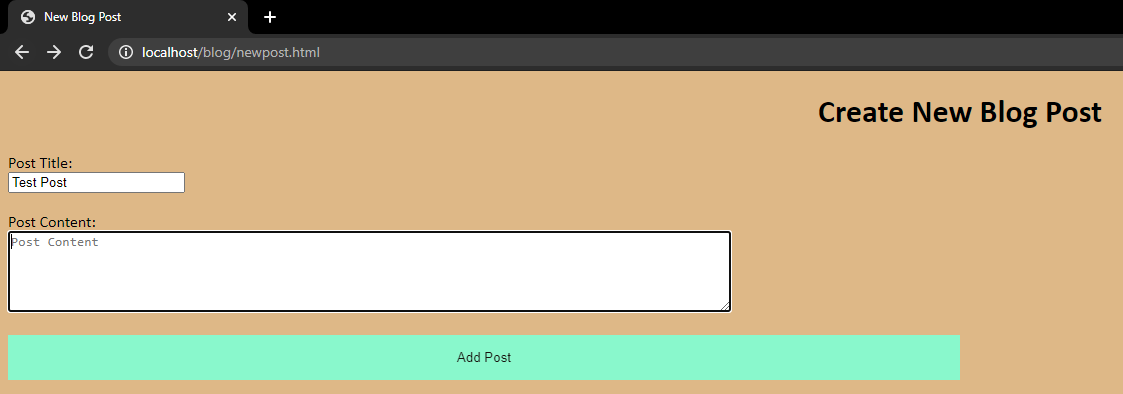 New Blog Post
localhost/blog/newpost.html
Create New Blog Post
Post Title:
Test Post
Post Content:
Post Content
Add Post